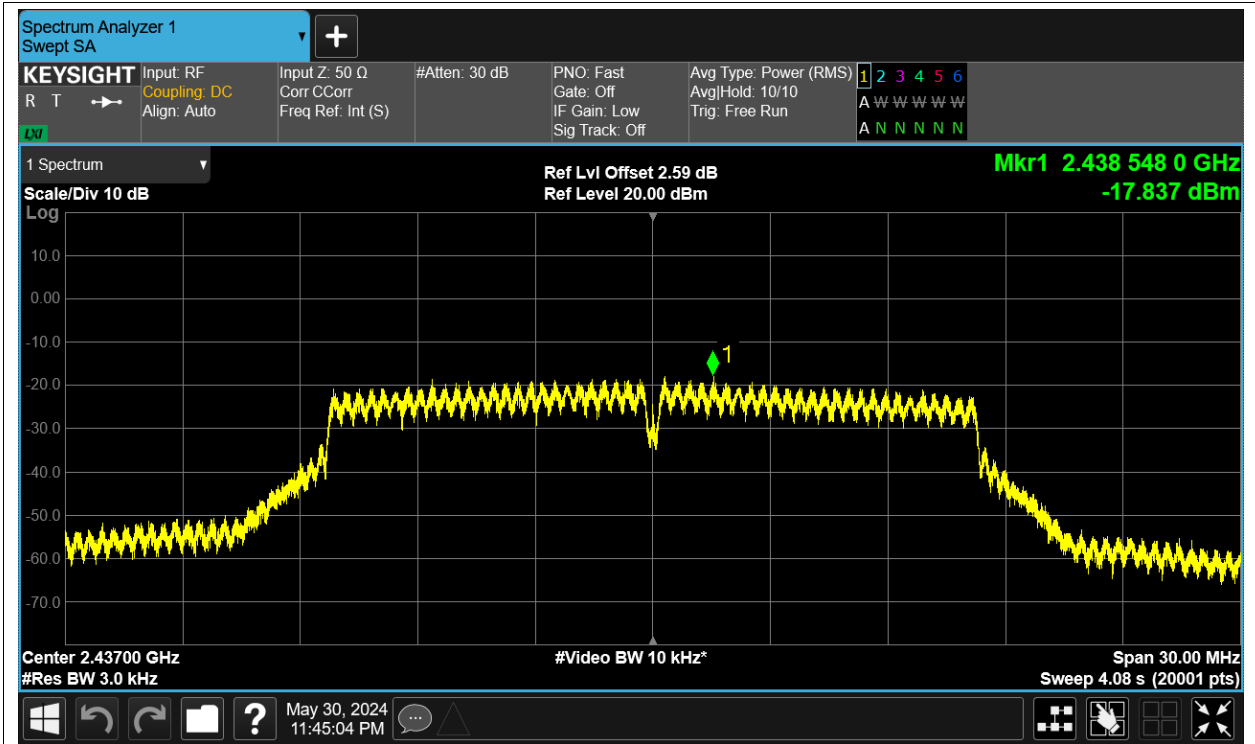 Spectrum Analyzer 1
Swept SA
KEYSIGHT
R T
LXI
Input: RF
Coupling: DC
Align: Auto
Input Z: 50 Ω
Corr CCorr
Freq Ref: Int (S)
#Atten: 30 dB
PNO: Fast
Gate: Off
IF Gain: Low
Sig Track: Off
Avg Type: Power (RMS)
Avg|Hold: 10/10
Trig: Free Run
1 2 3 4 5 6
A W W W W W
A N N N N N
1 Spectrum
Scale/Div 10 dB
Log
Ref Lvl Offset 2.59 dB
Ref Level 20.00 dBm
Mkr1 2.438 548 0 GHz
-17.837 dBm
10.0
0.00
-10.0
1
-20.0
-30.0
-40.0
-50.0
-60.0
-70.0
Center 2.43700 GHz
#Res BW 3.0 kHz
#Video BW 10 kHz*
Span 30.00 MHz
Sweep 4.08 s (20001 pts)
?
May 30, 2024
11:45:04 PM